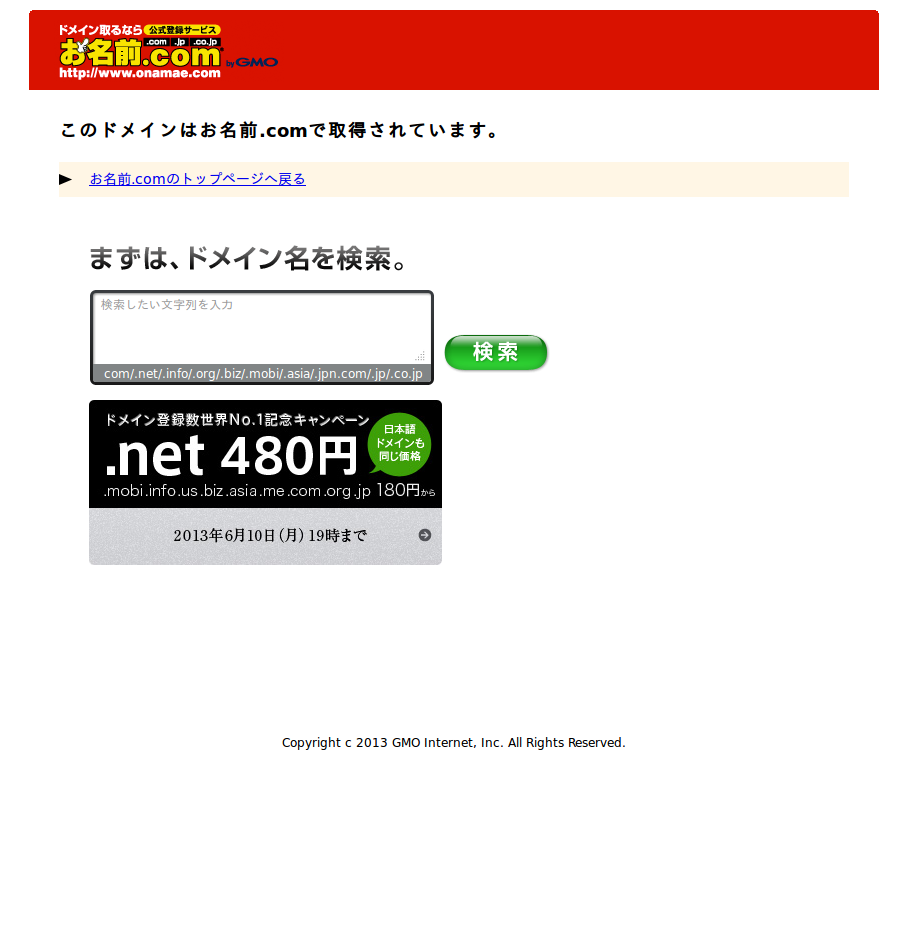 ドメイン取るなら 公式登録サービス
お名前.com .com .jp .co.jp by GMO
http://www.onamae.com
このドメインはお名前.comで取得されています。
お名前.comのトップページへ戻る
まずは、ドメイン名を検索。
検索したい文字列を入力
検索
com/.net/.info/.org/.biz/.mobi/.asia/.jpn.com/.jp/.co.jp
ドメイン登録数世界No.1記念キャンペーン
.net 480円
日本語
ドメインも
同じ価格
.mobi.info.us.biz.asia.me.com.org.jp 180円から
2013年6月10日(月)19時まで
Copyright c 2013 GMO Internet, Inc. All Rights Reserved.